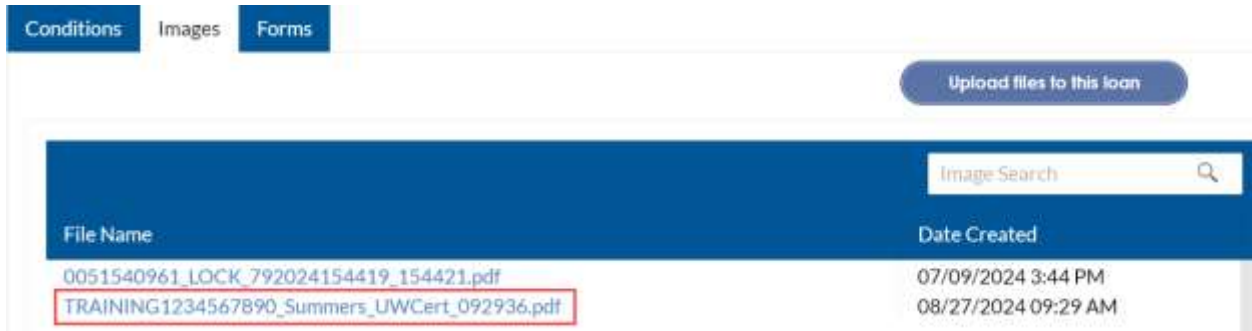 Conditions Images Forms
Upload files to this loan
Image Search
File Name Date Created
0051540961_LOCK_792024154419_154421.pdf 07/09/2024 3:44 PM
TRAINING1234567890_Summers_UWCert_092936.pdf 08/27/2024 09:29 AM